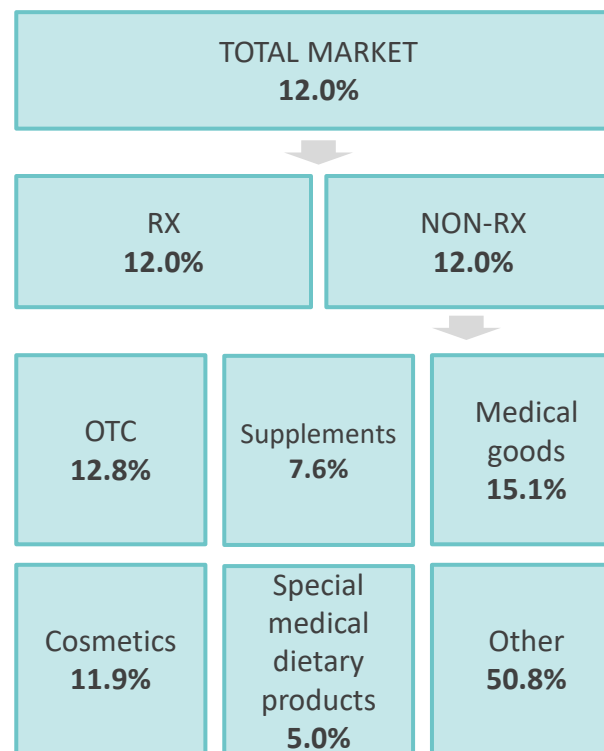 TOTAL MARKET
12.0%
RX
12.0%
NON-RX
12.0%
OTC
12.8%
Supplements
7.6%
Medical
goods
15.1%
Cosmetics
11.9%
Special
medical
dietary
products
5.0%
Other
50.8%